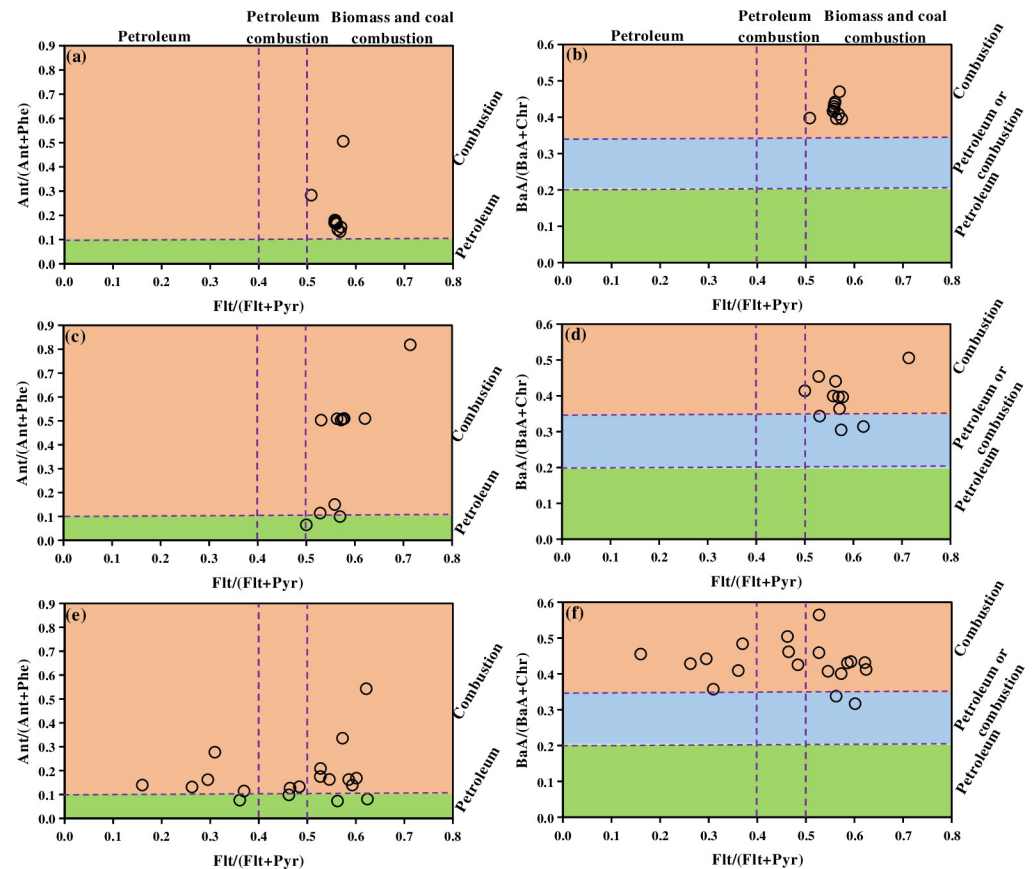 Petroleum
Petroleum
combustion
Biomass and coal
combustion
(a)
Ant/(Ant+Phe)
0.9
0.8
0.7
0.6
0.5
0.4
0.3
0.2
0.1
0.0
0.0 0.1 0.2 0.3 0.4 0.5 0.6 0.7 0.8
Flt/(Flt+Pyr)
Combustion
Petroleum
Petroleum
Petroleum
combustion
Biomass and coal
combustion
(b)
BaA/(BaA+Chr)
0.6
0.5
0.4
0.3
0.2
0.1
0.0
0.0 0.1 0.2 0.3 0.4 0.5 0.6 0.7 0.8
Flt/(Flt+Pyr)
Combustion
Petroleum or
combustion
Petroleum
(c)
Ant/(Ant+Phe)
0.9
0.8
0.7
0.6
0.5
0.4
0.3
0.2
0.1
0.0
0.0 0.1 0.2 0.3 0.4 0.5 0.6 0.7 0.8
Flt/(Flt+Pyr)
Combustion
Petroleum
(d)
BaA/(BaA+Chr)
0.6
0.5
0.4
0.3
0.2
0.1
0.0
0.0 0.1 0.2 0.3 0.4 0.5 0.6 0.7 0.8
Flt/(Flt+Pyr)
Combustion
Petroleum or
combustion
Petroleum
(e)
Ant/(Ant+Phe)
0.9
0.8
0.7
0.6
0.5
0.4
0.3
0.2
0.1
0.0
0.0 0.1 0.2 0.3 0.4 0.5 0.6 0.7 0.8
Flt/(Flt+Pyr)
Combustion
Petroleum
(f)
BaA/(BaA+Chr)
0.6
0.5
0.4
0.3
0.2
0.1
0.0
0.0 0.1 0.2 0.3 0.4 0.5 0.6 0.7 0.8
Flt/(Flt+Pyr)
Combustion
Petroleum or
combustion
Petroleum